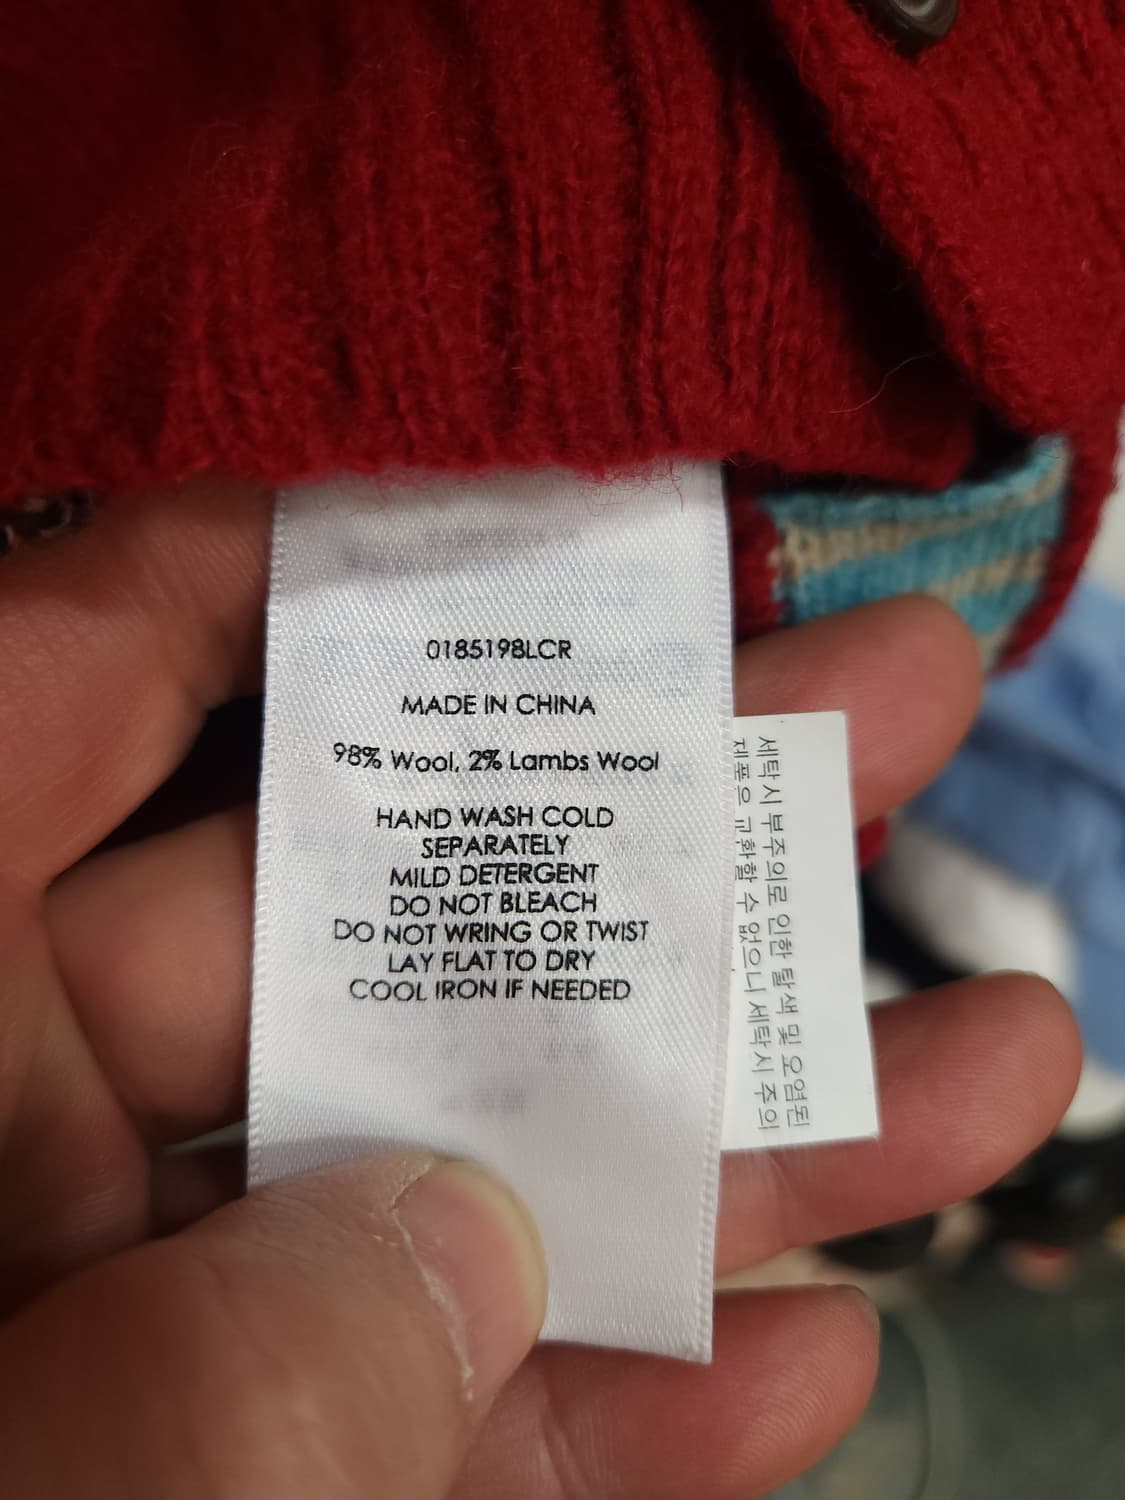 0185198LCR
MADE IN CHINA
98% Wool, 2% Lambs Wool
HAND WASH COLD
SEPARATELY
MILD DETERGENT
DO NOT BLEACH
DO NOT WRING OR TWIST
LAY FLAT TO DRY
COOL IRON IF NEEDED
세탁시 부주의로 인한 탈색 및 오염된
제품은 교환할 수 없으니 세탁시 주의